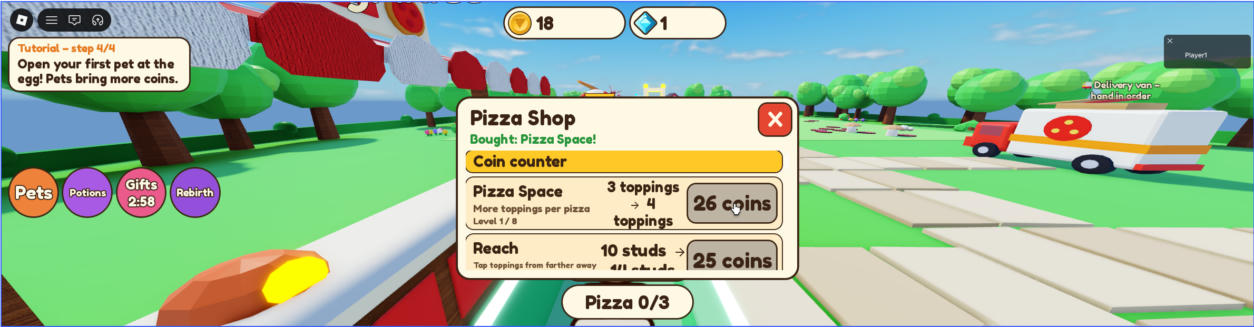 18
1
Tutorial – step 4/4
Open your first pet at the
egg! Pets bring more coins.
Player1
Delivery van –
hand in order
Pizza Shop
Bought: Pizza Space!
Coin counter
Pizza Space
More toppings per pizza
Level 1 / 8
3 toppings
→ 4
toppings
26 coins
Reach
Tap toppings from farther away
10 studs →
14 studs
25 coins
Pets
Potions
Gifts
2:58
Rebirth
Pizza 0/3